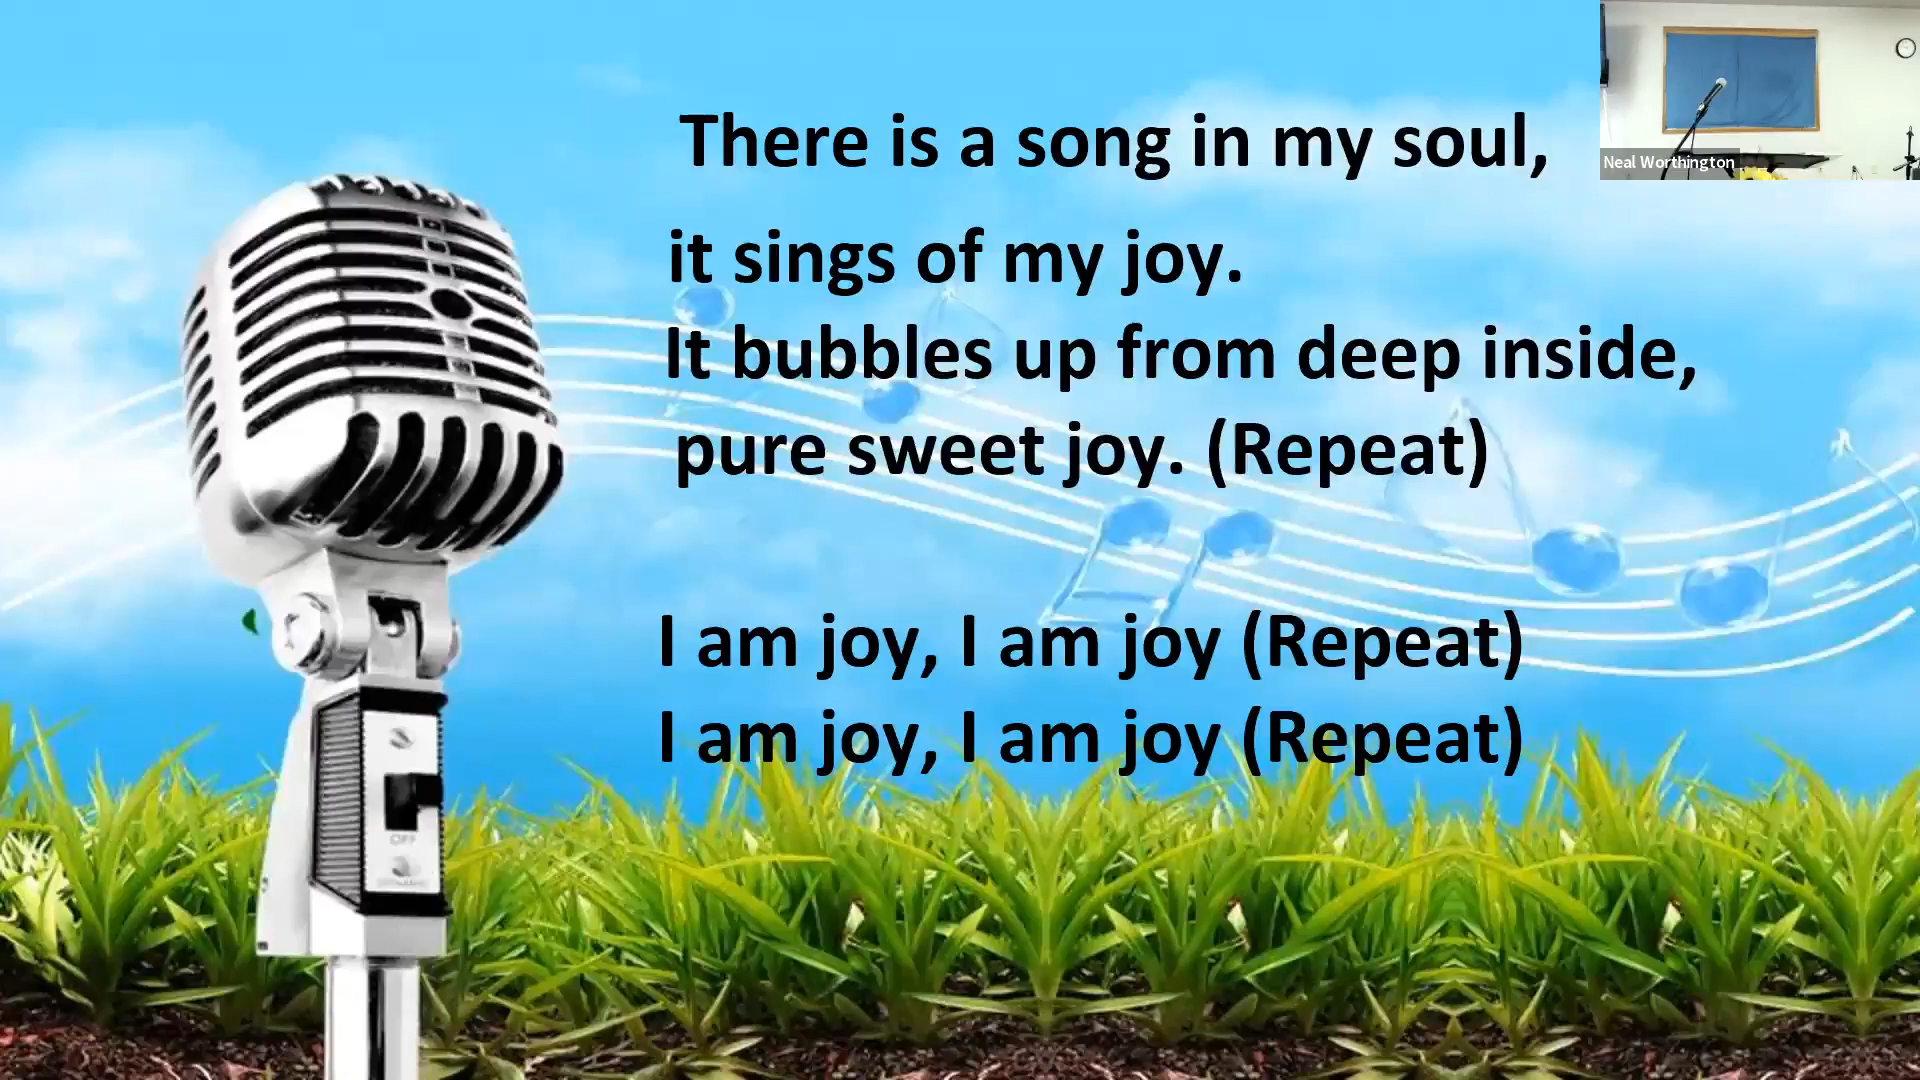 There is a song in my soul,
it sings of my joy.
It bubbles up from deep inside,
pure sweet joy. (Repeat)
I am joy, I am joy (Repeat)
I am joy, I am joy (Repeat)
Neal Worthington
OFF